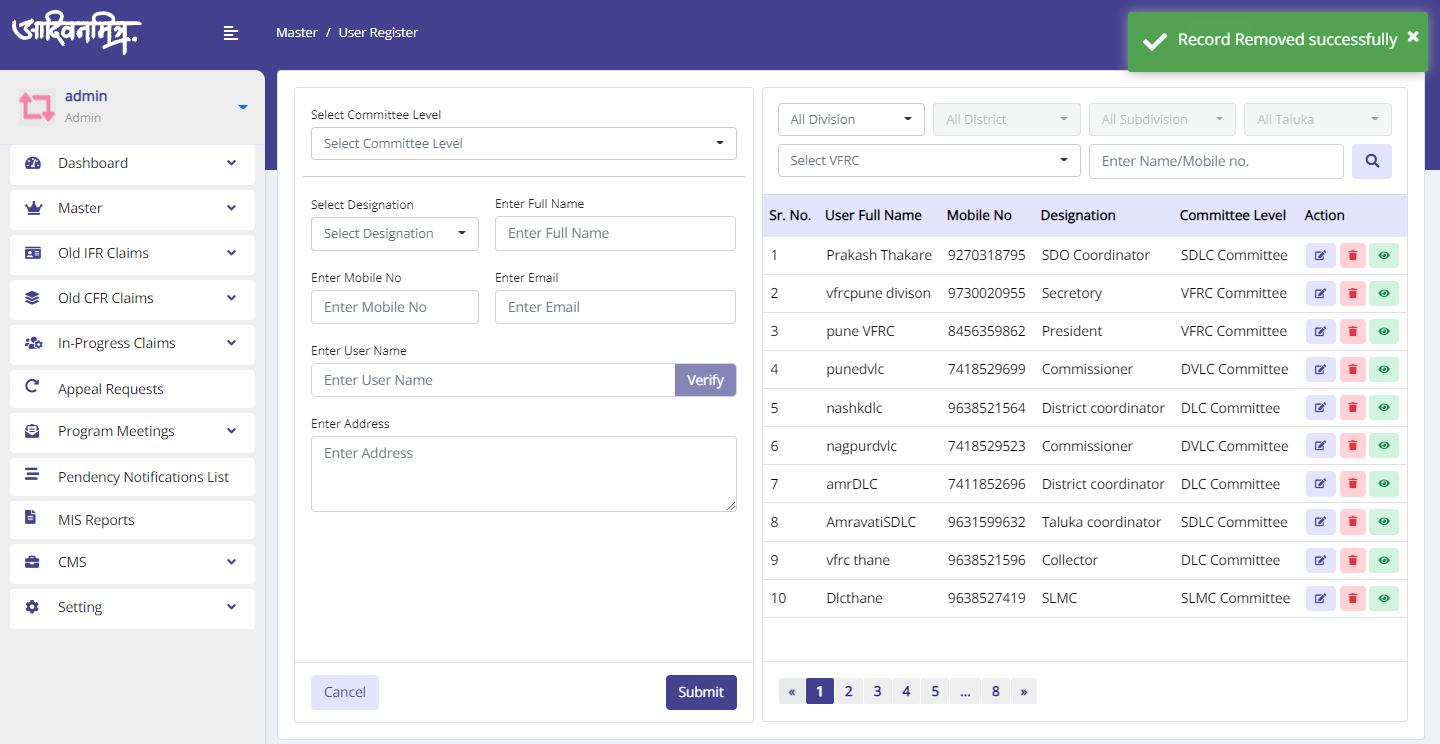 आदिवनमित्र.
Master / User Register
Record Removed successfully
admin
Admin
Dashboard
Master
Old IFR Claims
Old CFR Claims
In-Progress Claims
Appeal Requests
Program Meetings
Pendency Notifications List
MIS Reports
CMS
Setting
Select Committee Level
Select Committee Level
Select Designation
Enter Full Name
Select Designation
Enter Full Name
Enter Mobile No
Enter Email
Enter Mobile No
Enter Email
Enter User Name
Enter User Name Verify
Enter Address
Enter Address
Cancel
Submit
All Division All District All Subdivision All Taluka
Select VFRC Enter Name/Mobile no.
Sr. No. User Full Name Mobile No Designation Committee Level Action
1 Prakash Thakare 9270318795 SDO Coordinator SDLC Committee
2 vfrcpune divison 9730020955 Secretory VFRC Committee
3 pune VFRC 8456359862 President VFRC Committee
4 punedvlc 7418529699 Commissioner DVLC Committee
5 nashkdlc 9638521564 District coordinator DLC Committee
6 nagpurdvlc 7418529523 Commissioner DVLC Committee
7 amrDLC 7411852696 District coordinator DLC Committee
8 AmravatiSDLC 9631599632 Taluka coordinator SDLC Committee
9 vfrc thane 9638521596 Collector DLC Committee
10 Dlcthane 9638527419 SLMC SLMC Committee
« 1 2 3 4 5 ... 8 »